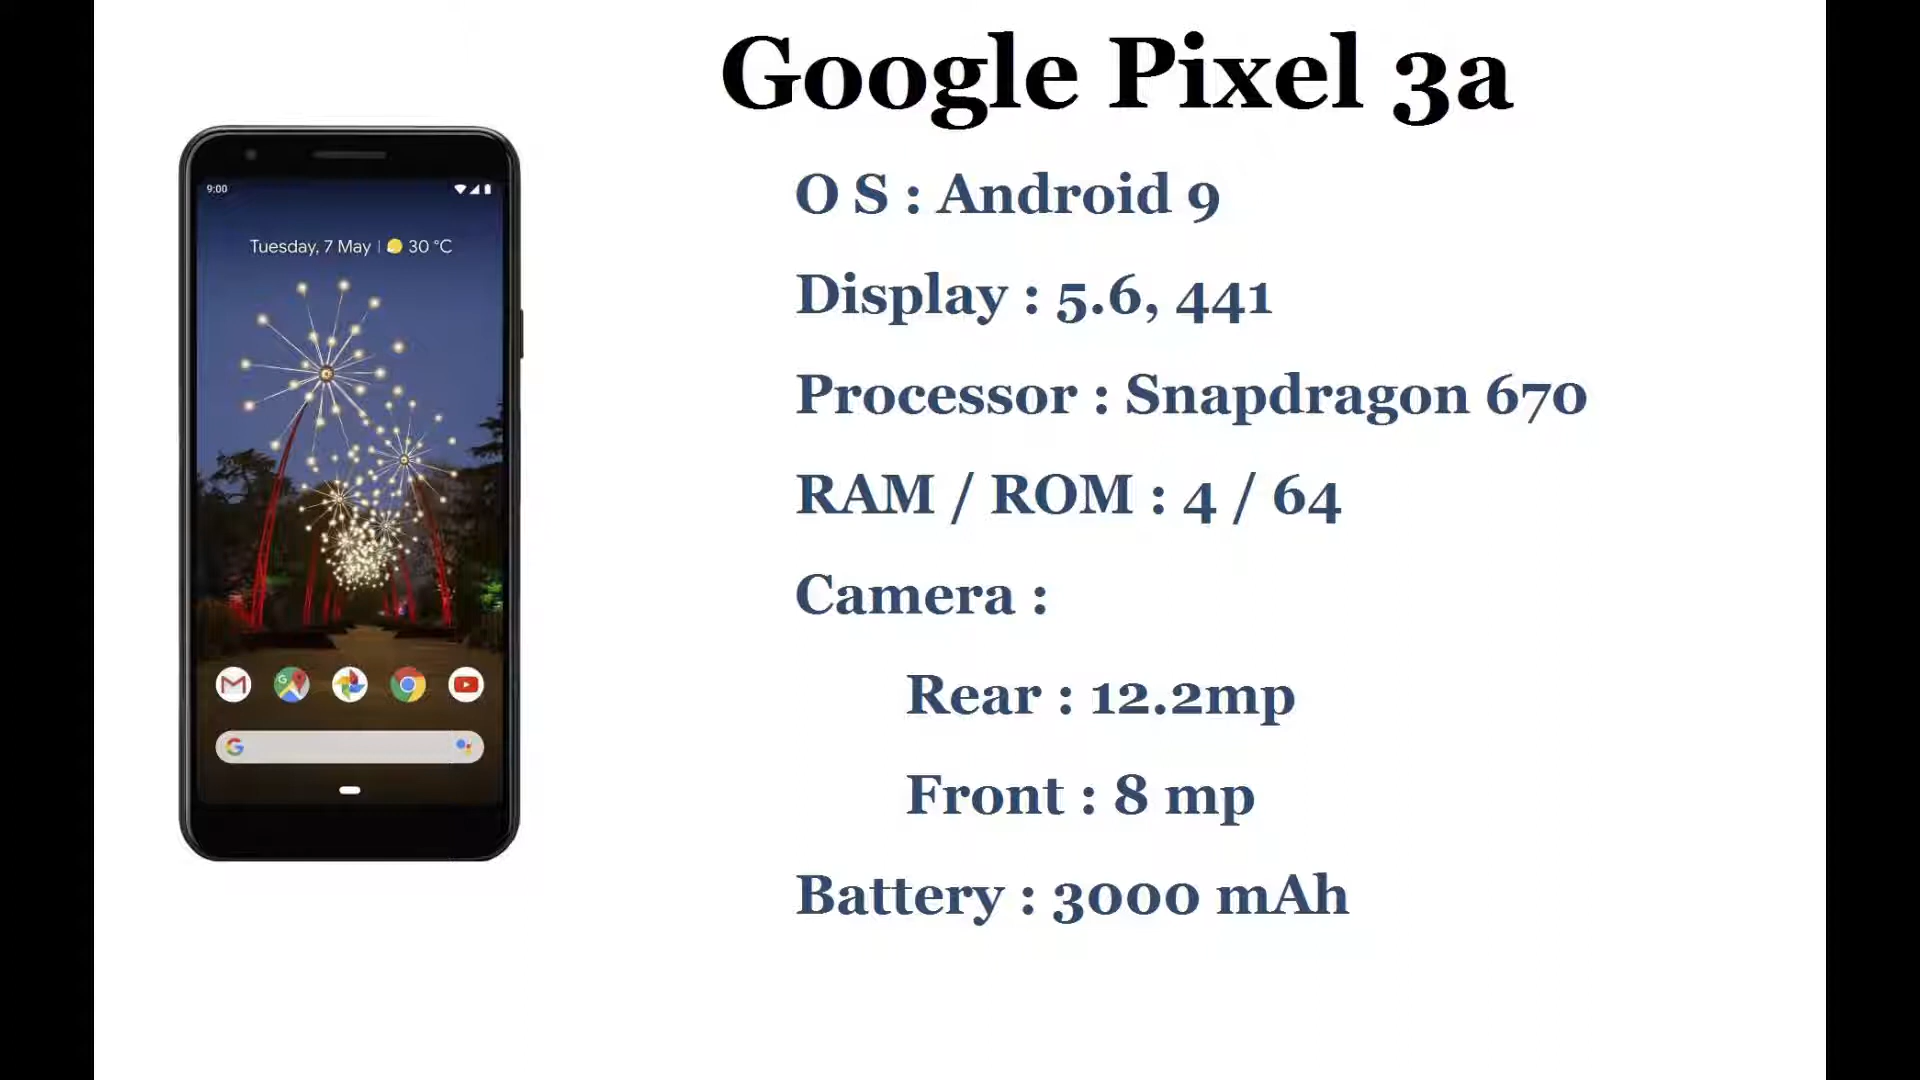 Google Pixel 3a
O S : Android 9
Display : 5.6, 441
Processor : Snapdragon 670
RAM / ROM : 4 / 64
Camera :
Rear : 12.2mp
Front : 8 mp
Battery : 3000 mAh
9:00
Tuesday, 7 May | 30 °C